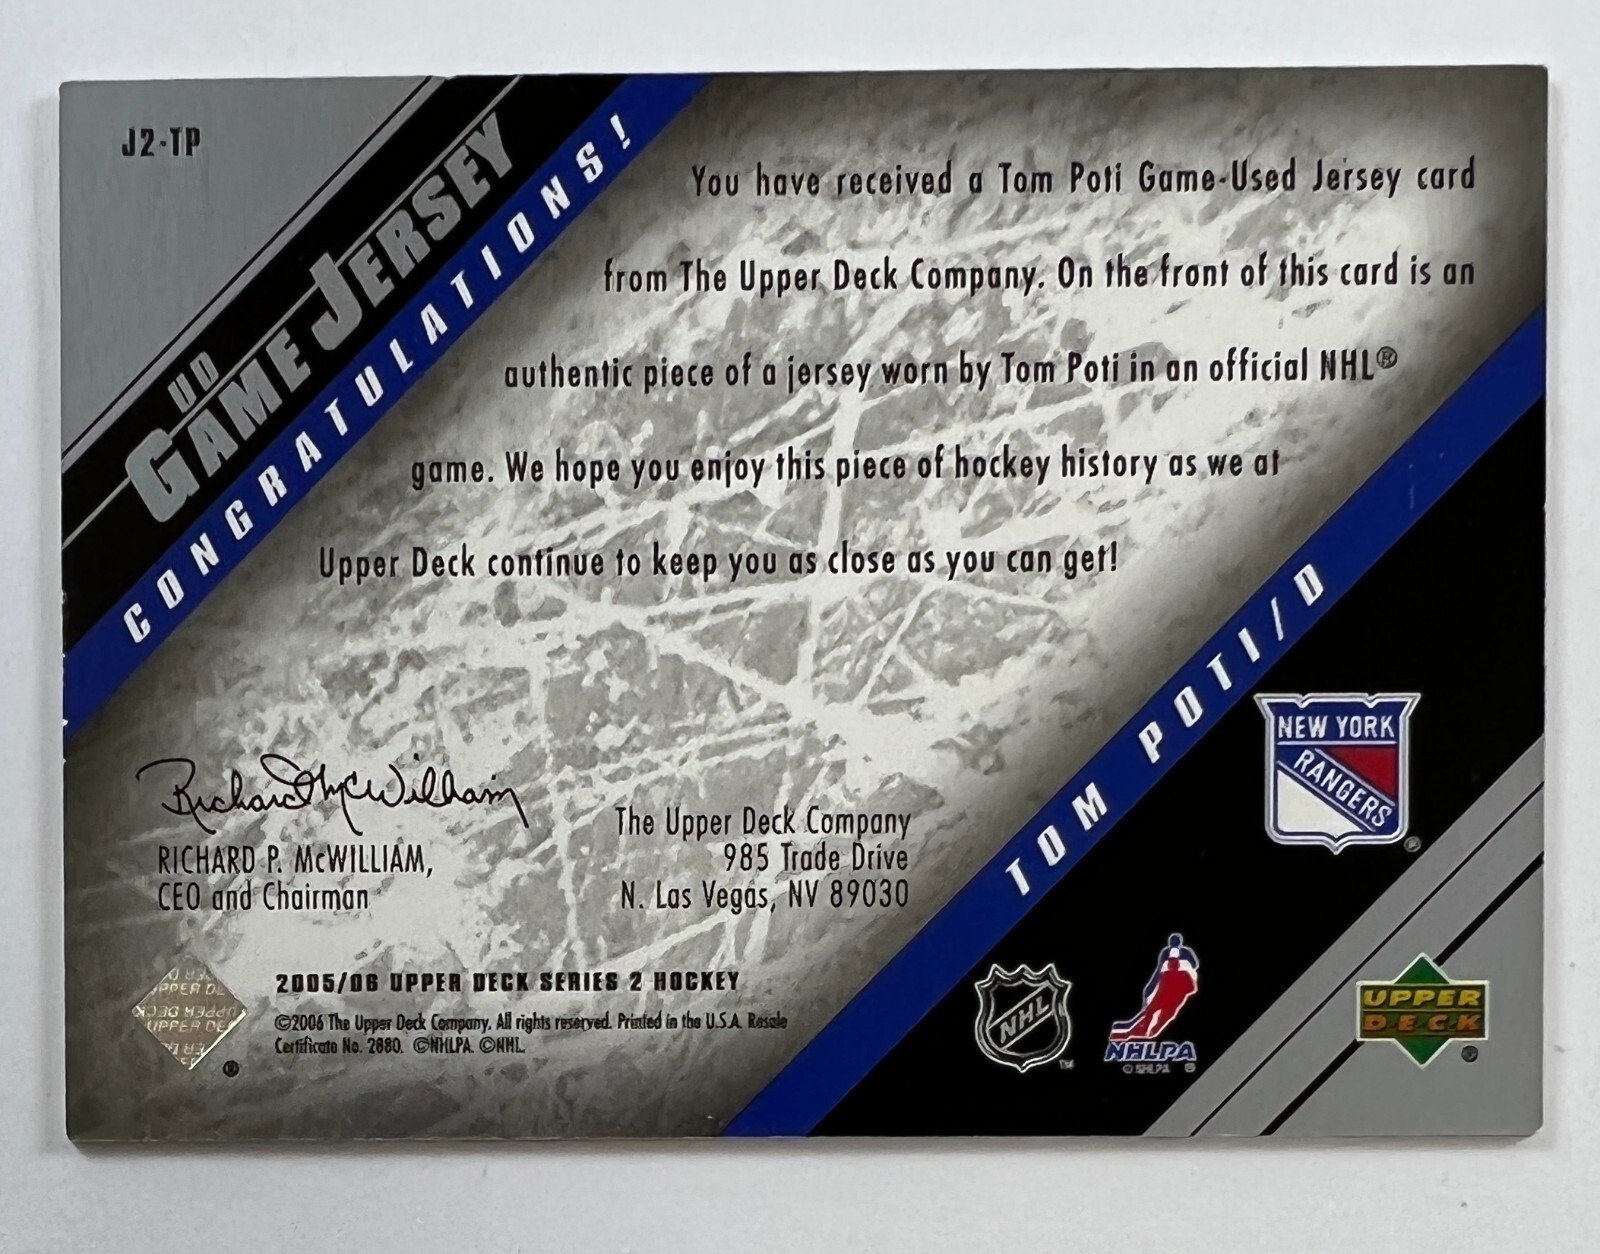 J2-TP
UD
GAME JERSEY
CONGRATULATIONS!
You have received a Tom Poti Game-Used Jersey card
from The Upper Deck Company. On the front of this card is an
authentic piece of a jersey worn by Tom Poti in an official NHL®
game. We hope you enjoy this piece of hockey history as we at
Upper Deck continue to keep you as close as you can get!
TOM POTI/D
NEW YORK
RANGERS
®
Richard McWilliam
RICHARD P. McWILLIAM,
CEO and Chairman
The Upper Deck Company
985 Trade Drive
N. Las Vegas, NV 89030
UPPER DECK
®
2005/06 UPPER DECK SERIES 2 HOCKEY
©2006 The Upper Deck Company. All rights reserved. Printed in the U.S.A. Resale
Certificate No. 2880. ©NHLPA. ©NHL.
NHL
TM
NHLPA
© NHLPA
UPPER
DECK
®